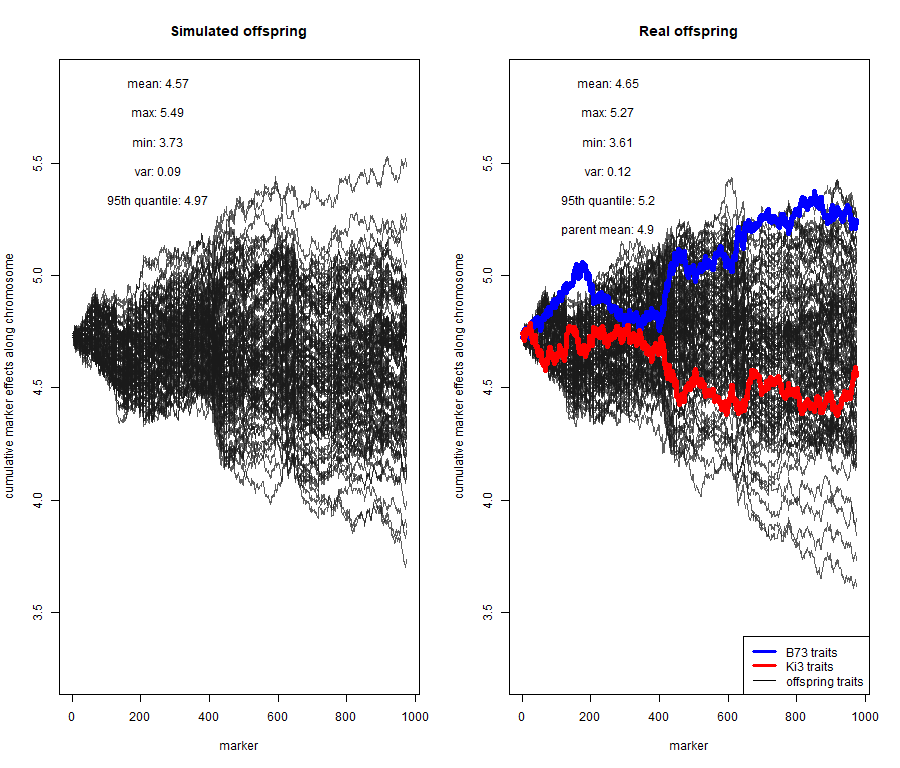 Simulated offspring
mean: 4.57
max: 5.49
min: 3.73
var: 0.09
95th quantile: 4.97
cumulative marker effects along chromosome
5.5
5.0
4.5
4.0
3.5
0 200 400 600 800 1000
marker
Real offspring
mean: 4.65
max: 5.27
min: 3.61
var: 0.12
95th quantile: 5.2
parent mean: 4.9
cumulative marker effects along chromosome
5.5
5.0
4.5
4.0
3.5
B73 traits
Ki3 traits
offspring traits
0 200 400 600 800 1000
marker